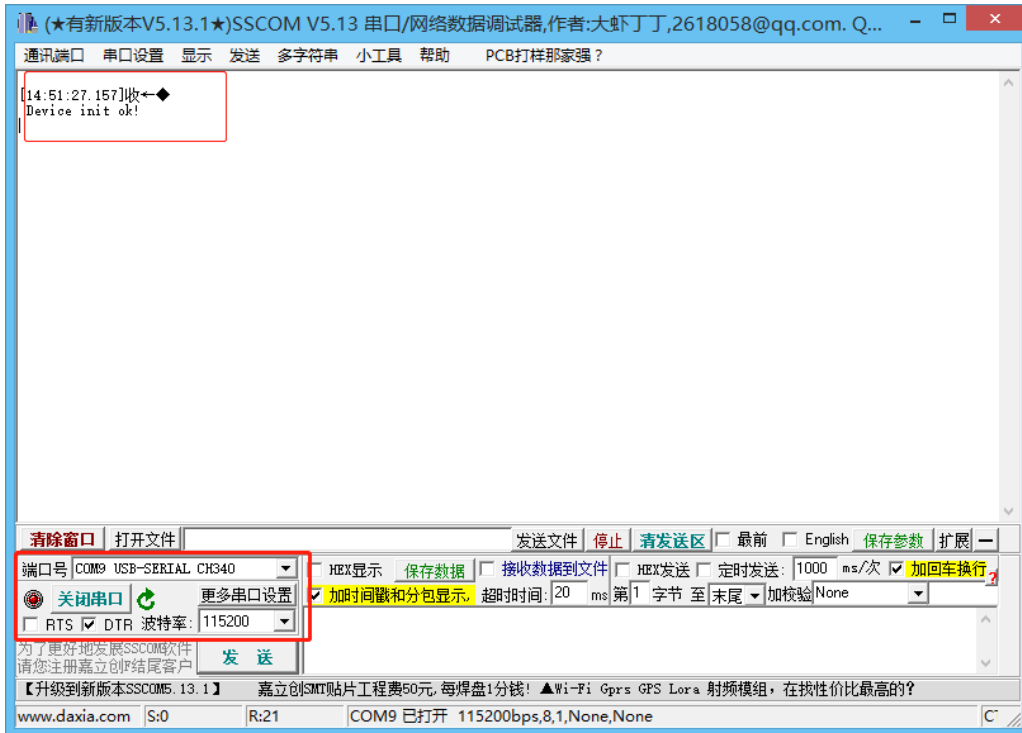 (★有新版本V5.13.1★)SSCOM V5.13 串口/网络数据调试器,作者:大虾丁丁,2618058@qq.com. Q...
通讯端口 串口设置 显示 发送 多字符串 小工具 帮助 PCB打样那家强?
[14:51:27.157]收←◆
Device init ok!
清除窗口 打开文件 发送文件 停止 清发送区 最前 English 保存参数 扩展 —
端口号 COM9 USB-SERIAL CH340 HEX显示 保存数据 接收数据到文件 HEX发送 定时发送: 1000 ms/次 加回车换行 ?
关闭串口 更多串口设置 加时间戳和分包显示, 超时时间: 20 ms 第 1 字节 至 末尾 加校验 None
RTS DTR 波特率: 115200
为了更好地发展SSCOM软件
请您注册嘉立创F结尾客户
发 送
【升级到新版本SSCOM5.13.1】 嘉立创SMT贴片工程费50元,每焊盘1分钱! ▲Wi-Fi Gprs GPS Lora 射频模组,在找性价比最高的?
www.daxia.com S:0 R:21 COM9 已打开 115200bps,8,1,None,None